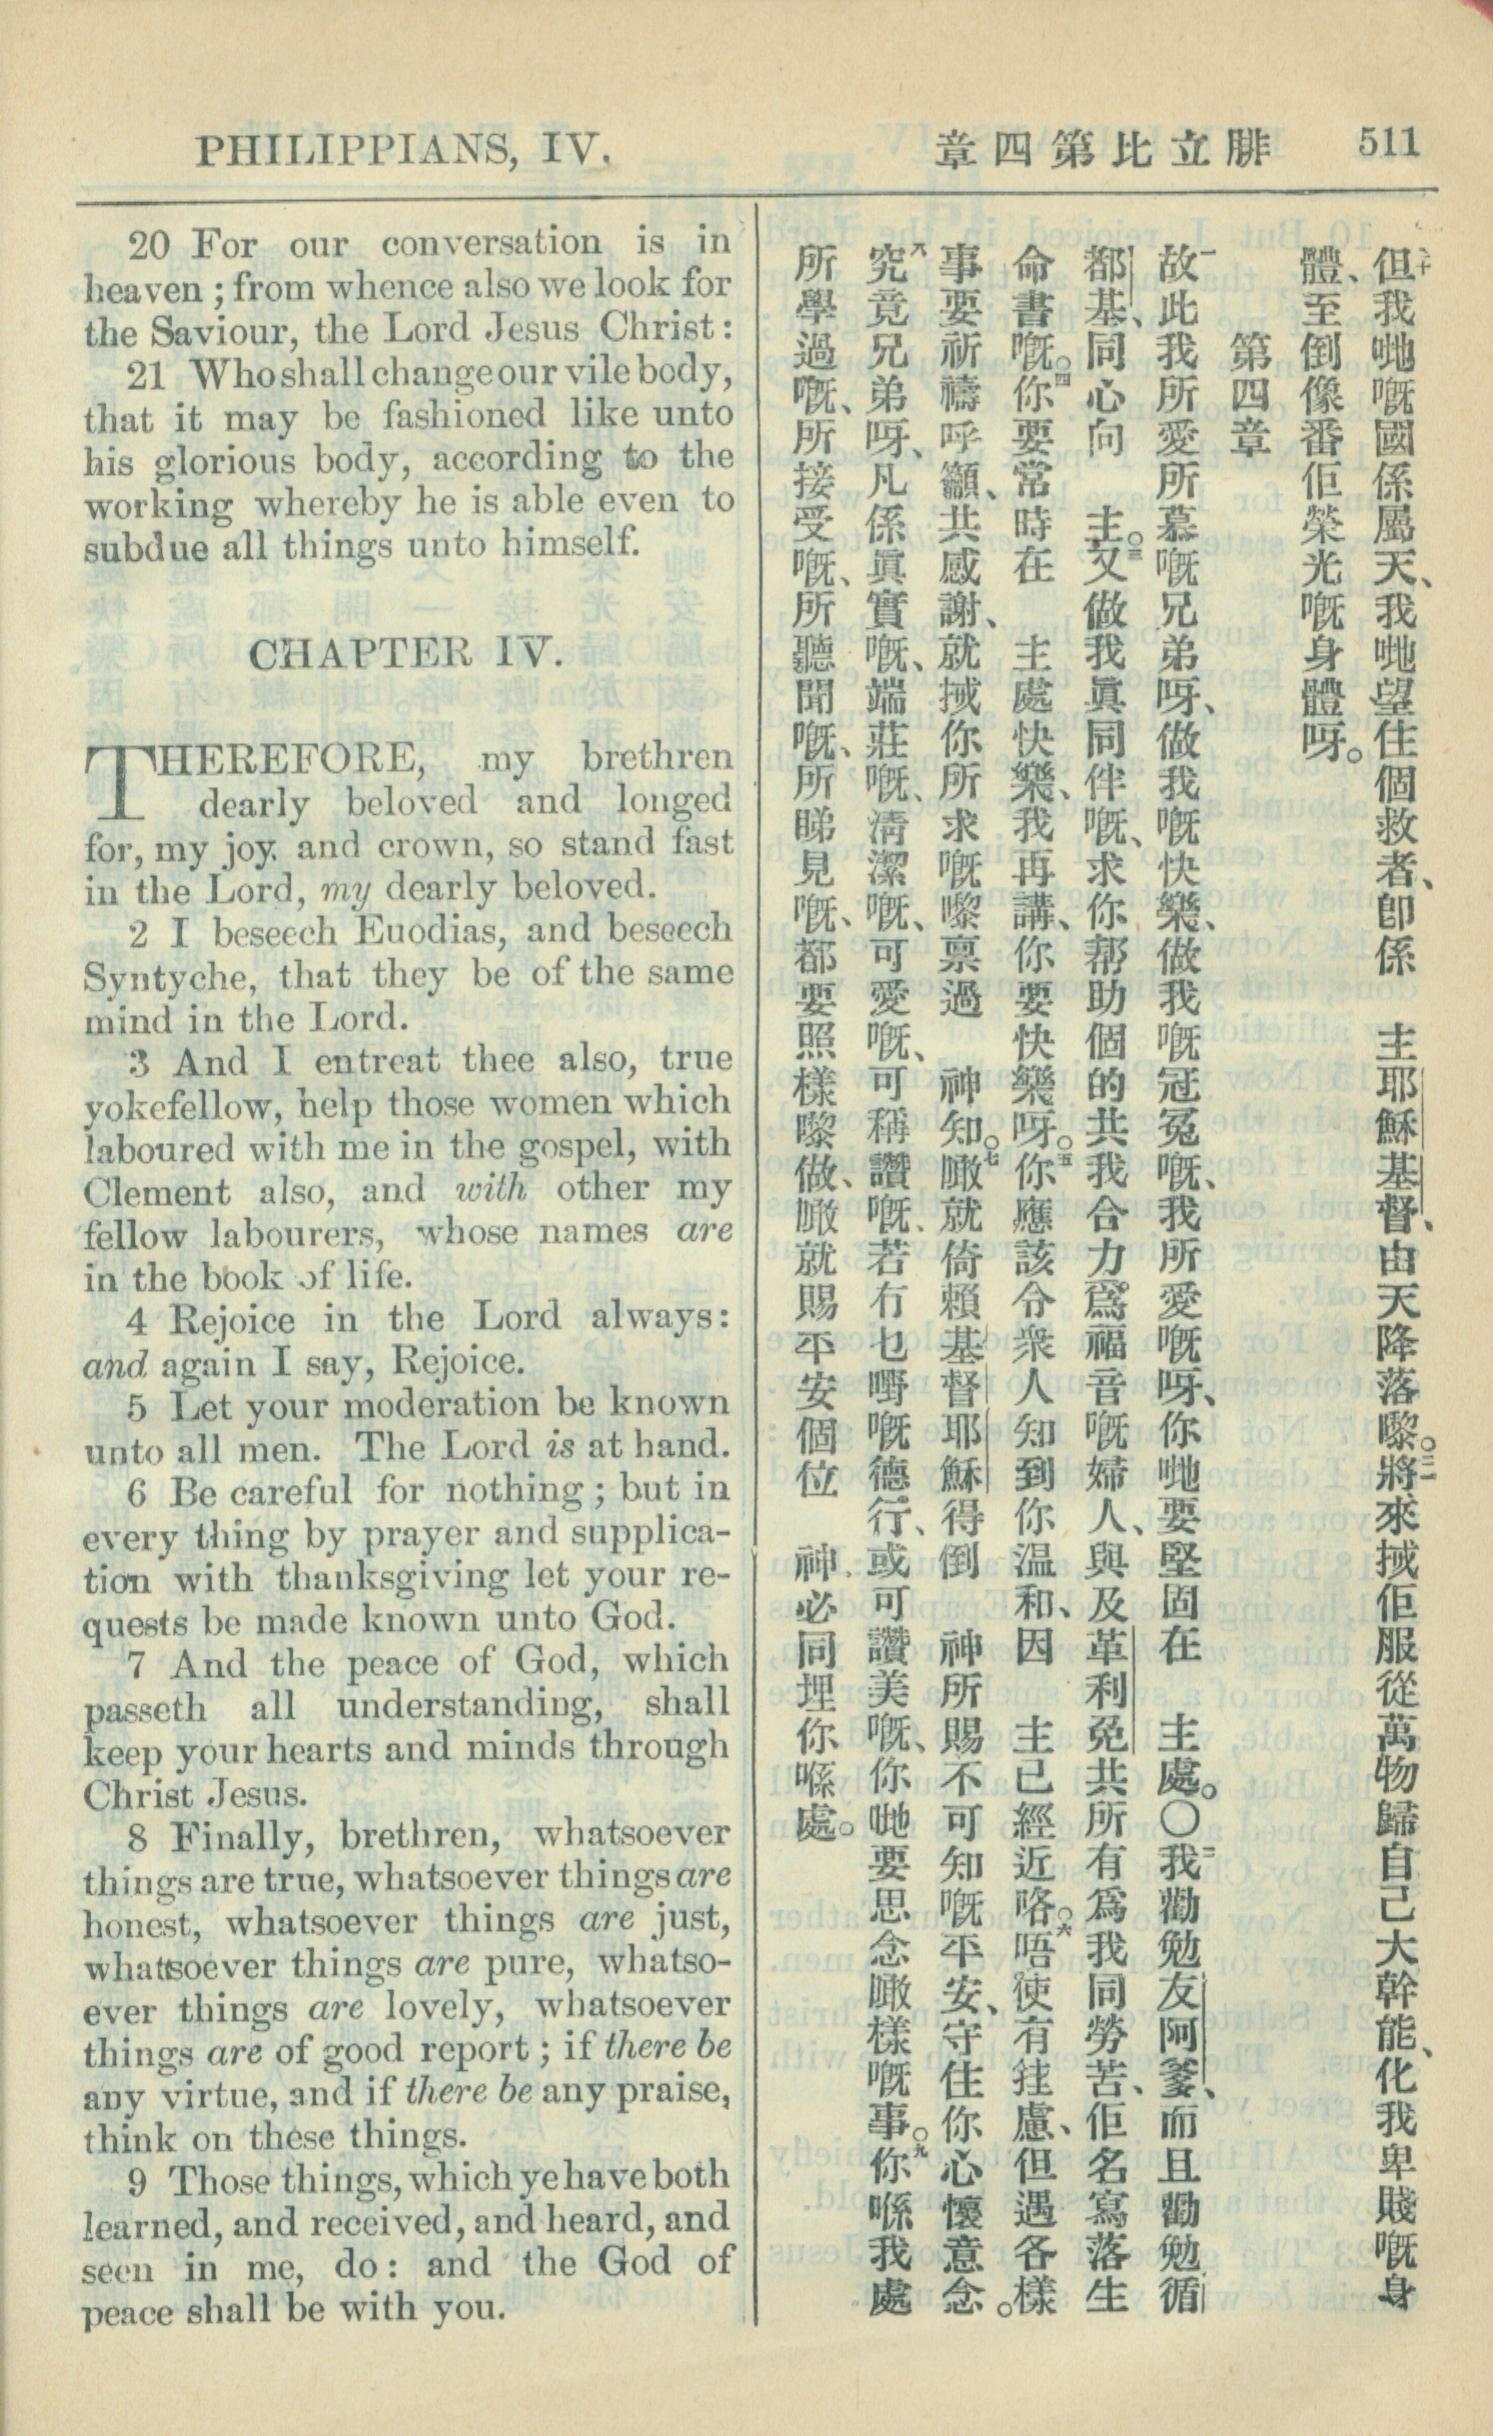 PHILIPPIANS, IV.
章四第比立腓
511
20 For our conversation is in
heaven ; from whence also we look for
the Saviour, the Lord Jesus Christ :
21 Who shall change our vile body,
that it may be fashioned like unto
his glorious body, according to the
working whereby he is able even to
subdue all things unto himself.
CHAPTER IV.
THEREFORE, my brethren
dearly beloved and longed
for, my joy, and crown, so stand fast
in the Lord, my dearly beloved.
2 I beseech Euodias, and beseech
Syntyche, that they be of the same
mind in the Lord.
3 And I entreat thee also, true
yokefellow, help those women which
laboured with me in the gospel, with
Clement also, and with other my
fellow labourers, whose names are
in the book of life.
4 Rejoice in the Lord always:
and again I say, Rejoice.
5 Let your moderation be known
unto all men. The Lord is at hand.
6 Be careful for nothing ; but in
every thing by prayer and supplica-
tion with thanksgiving let your re-
quests be made known unto God.
7 And the peace of God, which
passeth all understanding, shall
keep your hearts and minds through
Christ Jesus.
8 Finally, brethren, whatsoever
things are true, whatsoever things are
honest, whatsoever things are just,
whatsoever things are pure, whatso-
ever things are lovely, whatsoever
things are of good report ; if there be
any virtue, and if there be any praise,
think on these things.
9 Those things, which ye have both
learned, and received, and heard, and
seen in me, do : and the God of
peace shall be with you.
二十但我哋嘅國係屬天、我哋望住個救者、卽係 主耶穌基督、由天降落嚟。二一將來㧕佢服從萬物歸自己大幹能、化我卑賤嘅身
體、至倒像番佢榮光嘅身體呀。
第四章
一故此我所愛所慕嘅兄弟呀、做我嘅快樂、做我嘅冠冕嘅、我所愛嘅呀、你哋要堅固在 主處。〇二我勸勉友阿爹、而且勸勉循
都基、同心向 主。三又做我眞同伴嘅、求你幫助個的共我合力爲福音嘅婦人、與及革利免共所有爲我同勞苦、佢名寫落生
命書嘅。四你要常時在 主處快樂、我再講、你要快樂呀。五你應該令衆人知到你温和、因 主已經近咯。六唔使有挂慮、但遇各樣
事要祈禱呼籲、共感謝、就㧕你所求嘅嚟禀過 神知。七噉就倚賴基督耶穌得倒 神所賜不可知嘅平安、守住你心懷意念。
八究竟兄弟呀、凡係眞實嘅、端莊嘅、淸潔嘅、可愛嘅、可稱讚嘅、若冇乜嘢嘅德行、或可讚美嘅、你哋要思念噉樣嘅事。九你喺我處
所學過嘅、所接受嘅、所聽聞嘅、所睇見嘅、都要照樣嚟做、噉就賜平安個位 神、必同埋你喺處。